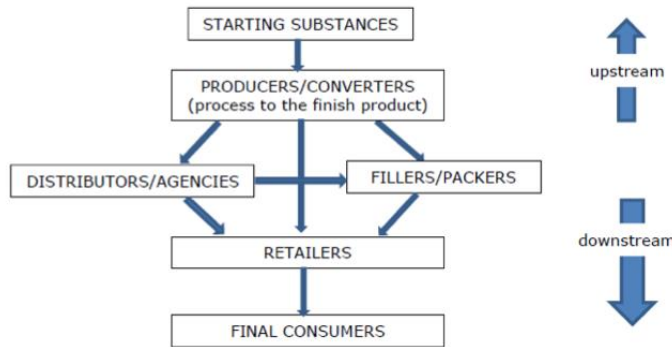 STARTING SUBSTANCES
upstream
PRODUCERS/CONVERTERS
(process to the finish product)
DISTRIBUTORS/AGENCIES
FILLERS/PACKERS
downstream
RETAILERS
FINAL CONSUMERS